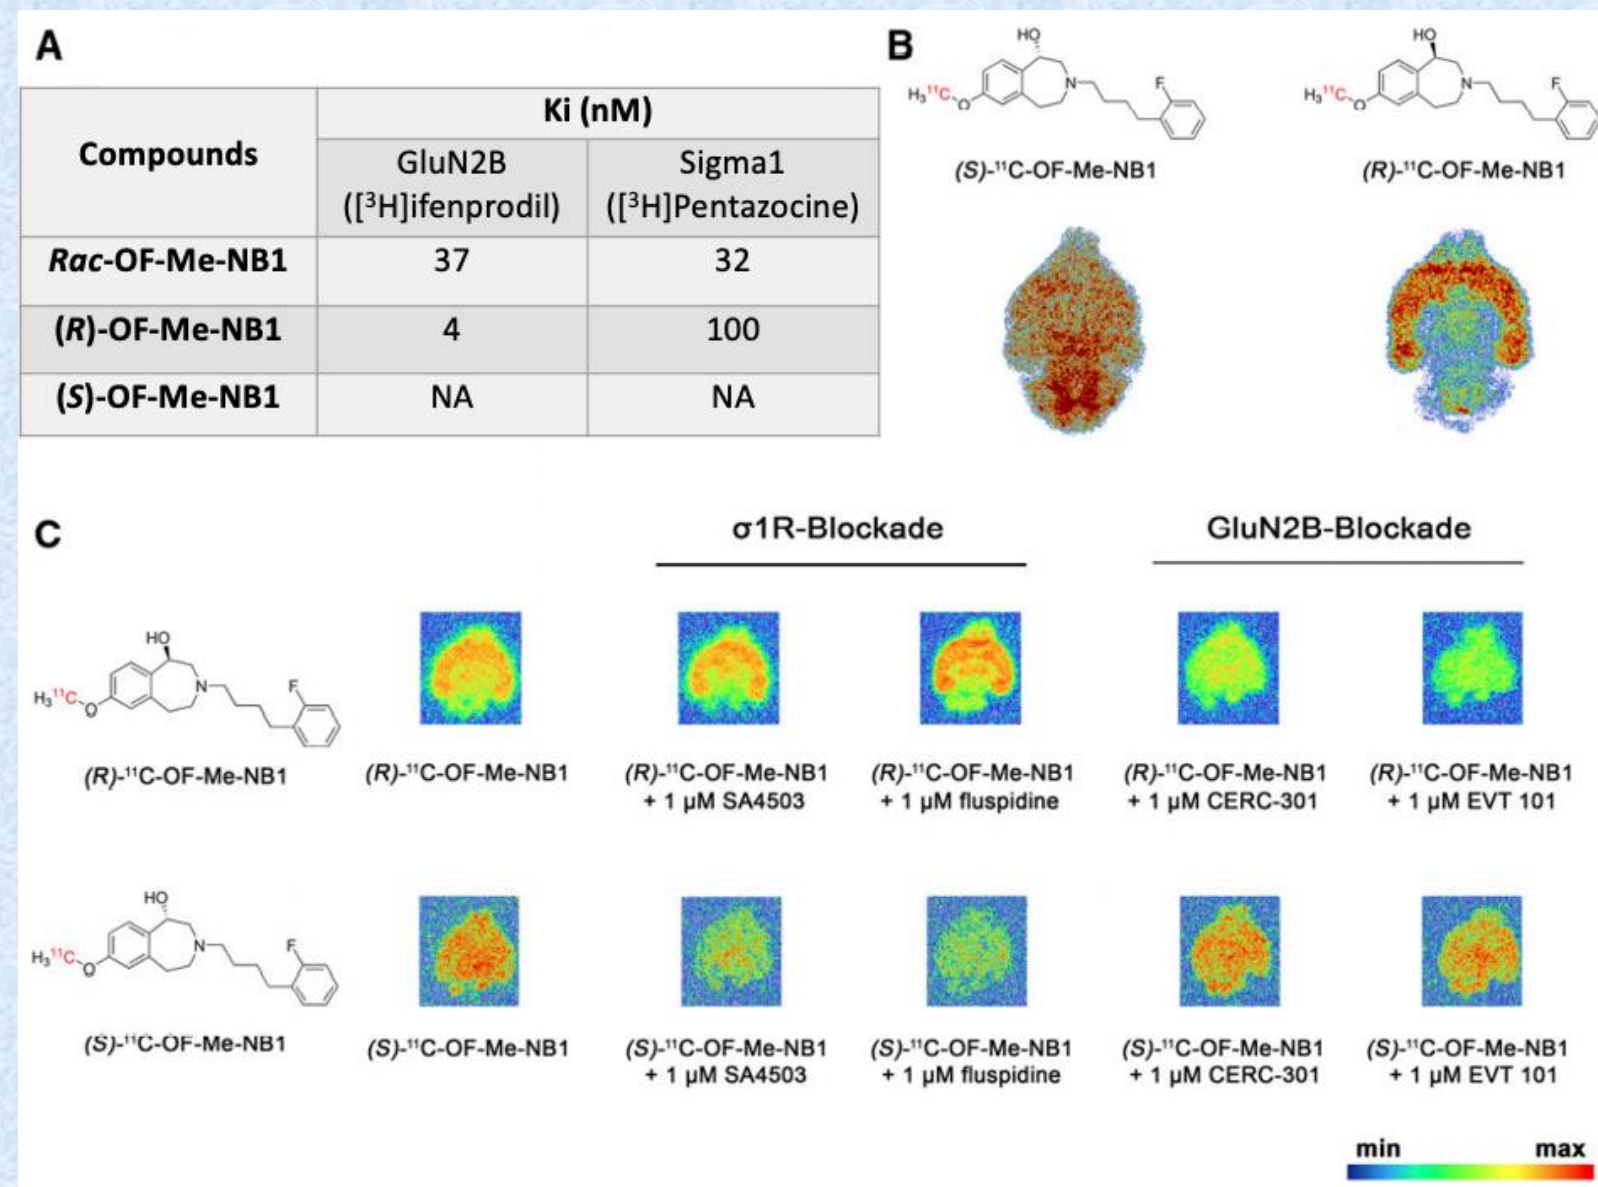 A
Compounds
Ki (nM)
GluN2B
([³H]ifenprodil)
Sigma1
([³H]Pentazocine)
Rac-OF-Me-NB1 37 32
(R)-OF-Me-NB1 4 100
(S)-OF-Me-NB1 NA NA
B
HO
H₃¹¹C
O
N
F
(S)-¹¹C-OF-Me-NB1
HO
H₃¹¹C
O
N
F
(R)-¹¹C-OF-Me-NB1
C
σ1R-Blockade
GluN2B-Blockade
HO
H₃¹¹C
O
N
F
(R)-¹¹C-OF-Me-NB1
(R)-¹¹C-OF-Me-NB1
(R)-¹¹C-OF-Me-NB1
+ 1 µM SA4503
(R)-¹¹C-OF-Me-NB1
+ 1 µM fluspidine
(R)-¹¹C-OF-Me-NB1
+ 1 µM CERC-301
(R)-¹¹C-OF-Me-NB1
+ 1 µM EVT 101
HO
H₃¹¹C
O
N
F
(S)-¹¹C-OF-Me-NB1
(S)-¹¹C-OF-Me-NB1
(S)-¹¹C-OF-Me-NB1
+ 1 µM SA4503
(S)-¹¹C-OF-Me-NB1
+ 1 µM fluspidine
(S)-¹¹C-OF-Me-NB1
+ 1 µM CERC-301
(S)-¹¹C-OF-Me-NB1
+ 1 µM EVT 101
min max